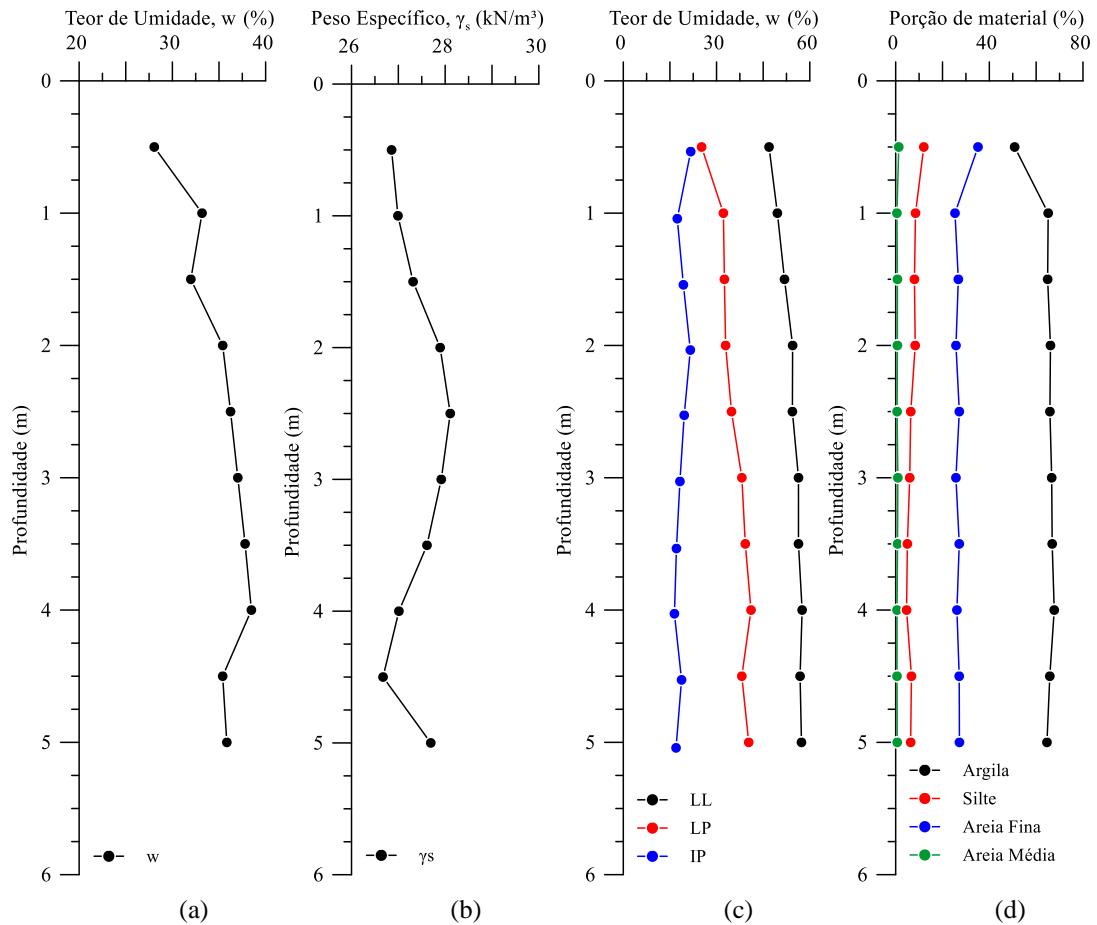 Teor de Umidade, w (%)
20 30 40
Profundidade (m)
0
1
2
3
4
5
6
w
(a)
Peso Específico, γs (kN/m³)
26 28 30
Profundidade (m)
0
1
2
3
4
5
6
γs
(b)
Teor de Umidade, w (%)
0 30 60
Profundidade (m)
0
1
2
3
4
5
6
LL
LP
IP
(c)
Porção de material (%)
0 40 80
Profundidade (m)
0
1
2
3
4
5
6
Argila
Silte
Areia Fina
Areia Média
(d)